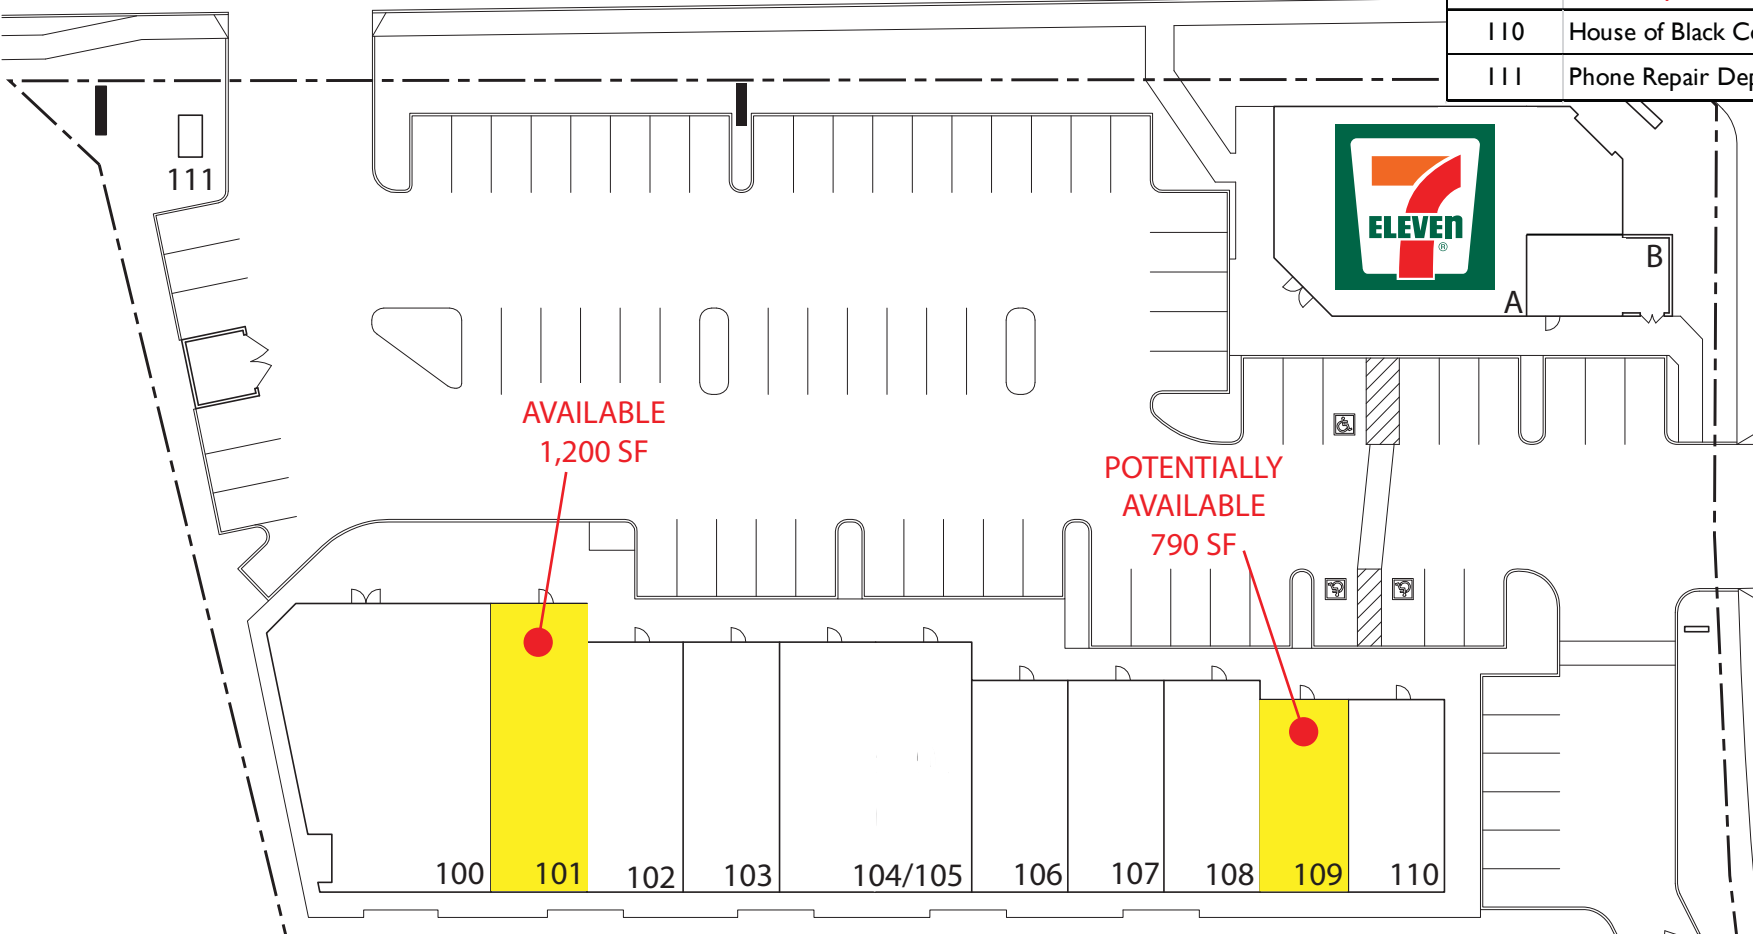 110 House of Black
111 Phone Repair
111
7
ELEVEN
®
B
A
AVAILABLE
1,200 SF
POTENTIALLY
AVAILABLE
790 SF
100
101
102
103
104/105
106
107
108
109
110